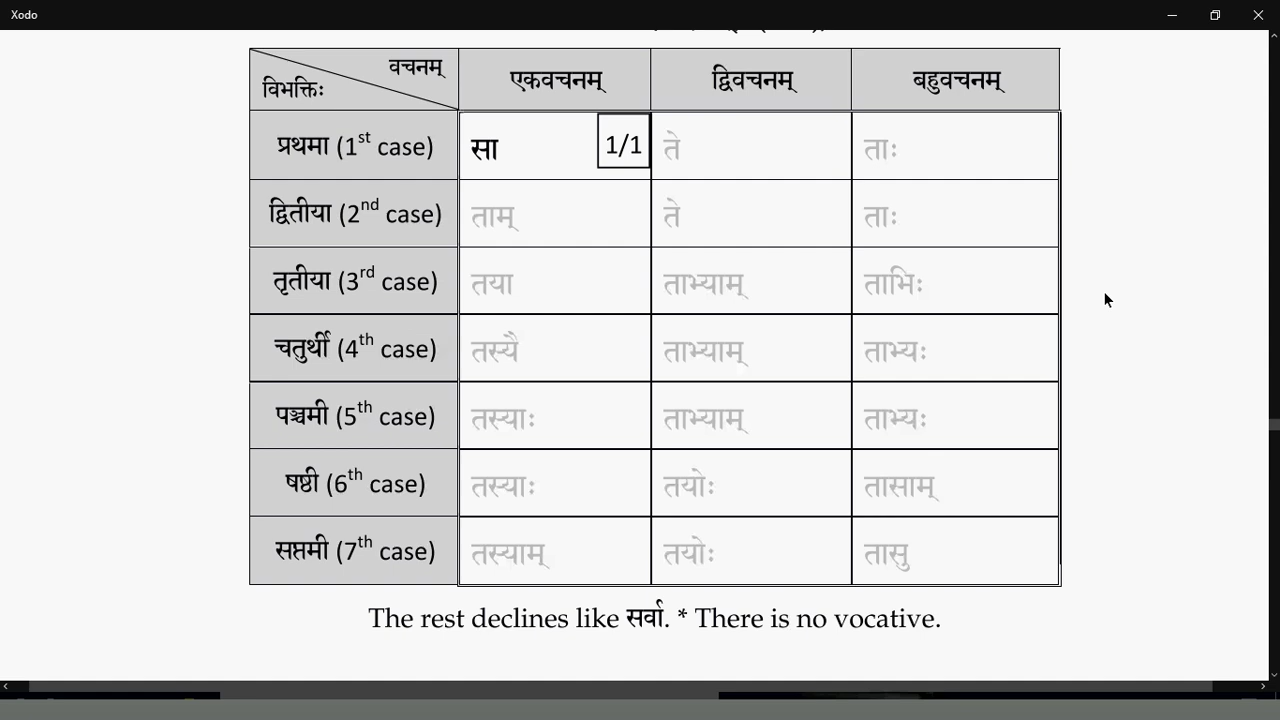 Xodo
वचनम्
विभक्तिः
एकवचनम् द्विवचनम् बहुवचनम्
प्रथमा (1st case) सा 1/1 ते ताः
द्वितीया (2nd case) ताम् ते ताः
तृतीया (3rd case) तया ताभ्याम् ताभिः
चतुर्थी (4th case) तस्यै ताभ्याम् ताभ्यः
पञ्चमी (5th case) तस्याः ताभ्याम् ताभ्यः
षष्ठी (6th case) तस्याः तयोः तासाम्
सप्तमी (7th case) तस्याम् तयोः तासु
The rest declines like सर्वा. * There is no vocative.